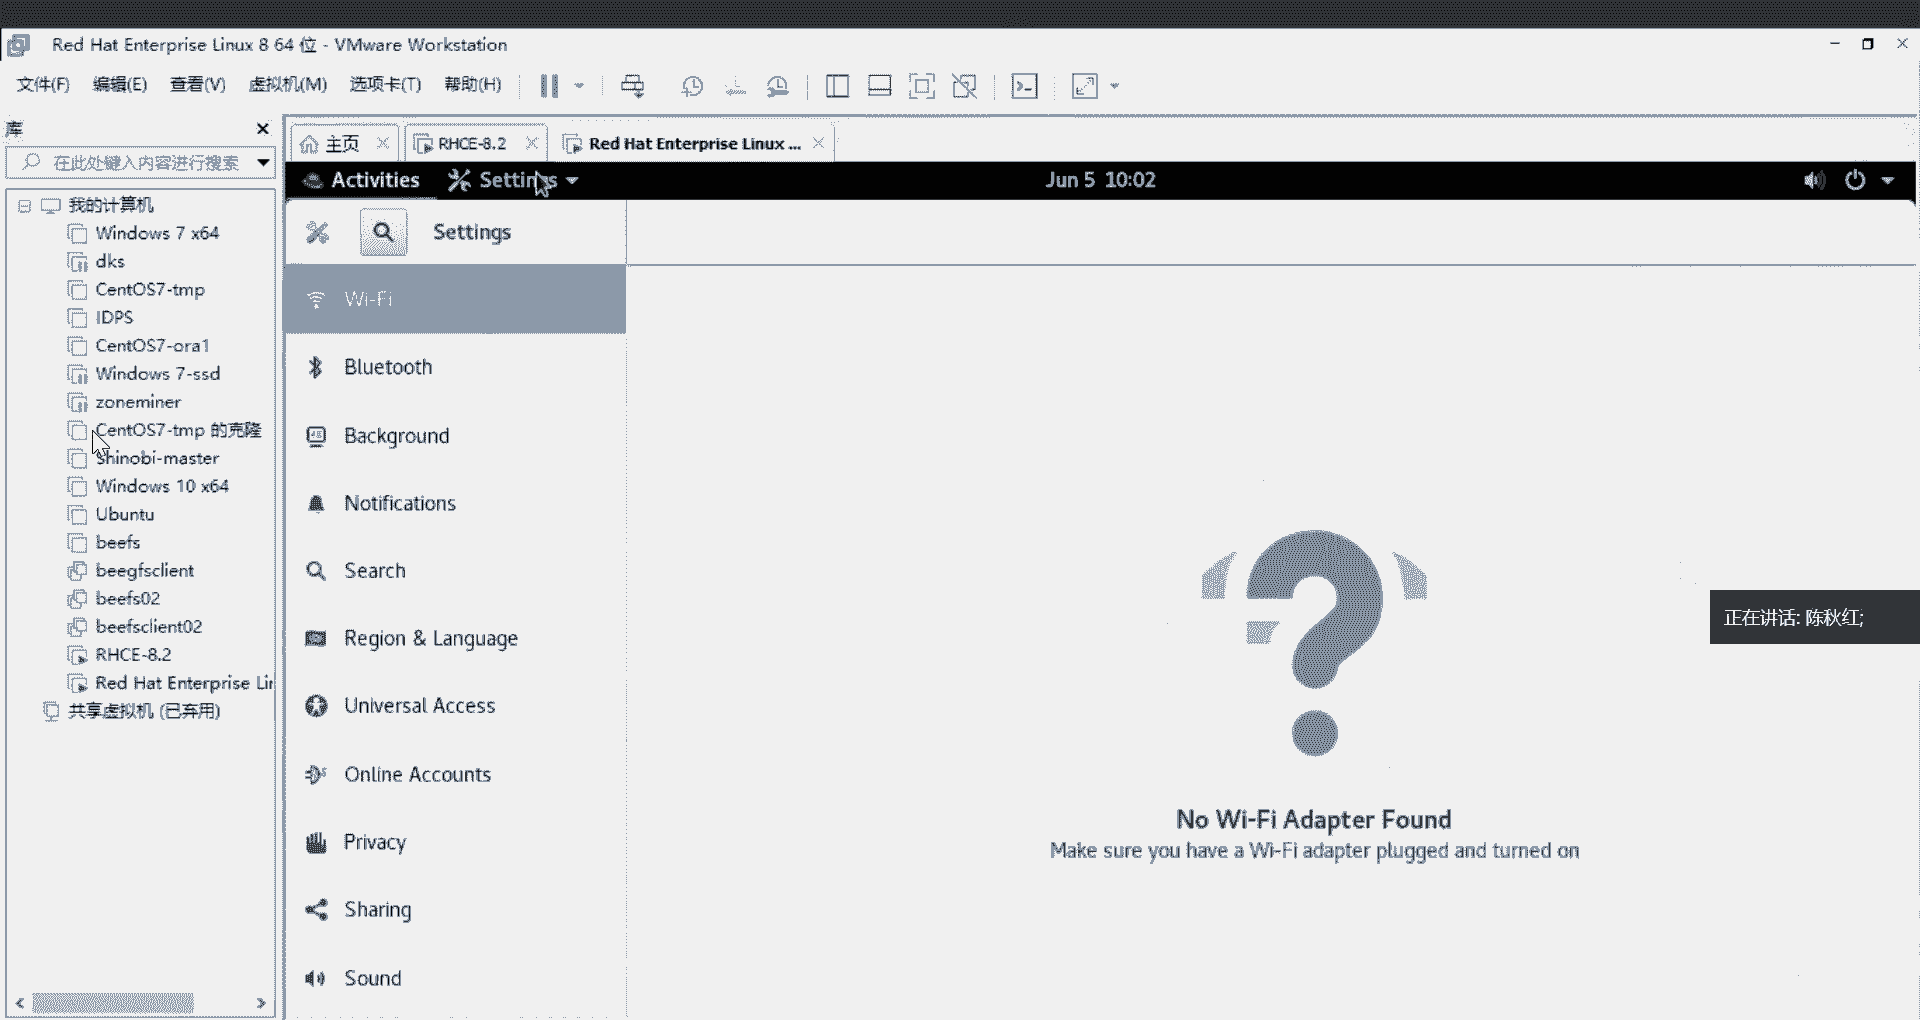 Red Hat Enterprise Linux 8 64 位 - VMware Workstation
文件(F) 编辑(E) 查看(V) 虚拟机(M) 选项卡(T) 帮助(H)
库
在此处键入内容进行搜索
主页 RHCE-8.2 Red Hat Enterprise Linux ...
Activities Settings Jun 5 10:02
我的计算机
Windows 7 x64
dks
CentOS7-tmp
IDPS
CentOS7-ora1
Windows 7-ssd
zoneminer
CentOS7-tmp 的克隆
shinobi-master
Windows 10 x64
Ubuntu
beefs
beegfsclient
beefs02
beefsclient02
RHCE-8.2
Red Hat Enterprise Lir
共享虚拟机 (已弃用)
Settings
Wi-Fi
Bluetooth
Background
Notifications
Search
Region & Language
Universal Access
Online Accounts
Privacy
Sharing
Sound
No Wi-Fi Adapter Found
Make sure you have a Wi-Fi adapter plugged and turned on
正在讲话: 陈秋红;